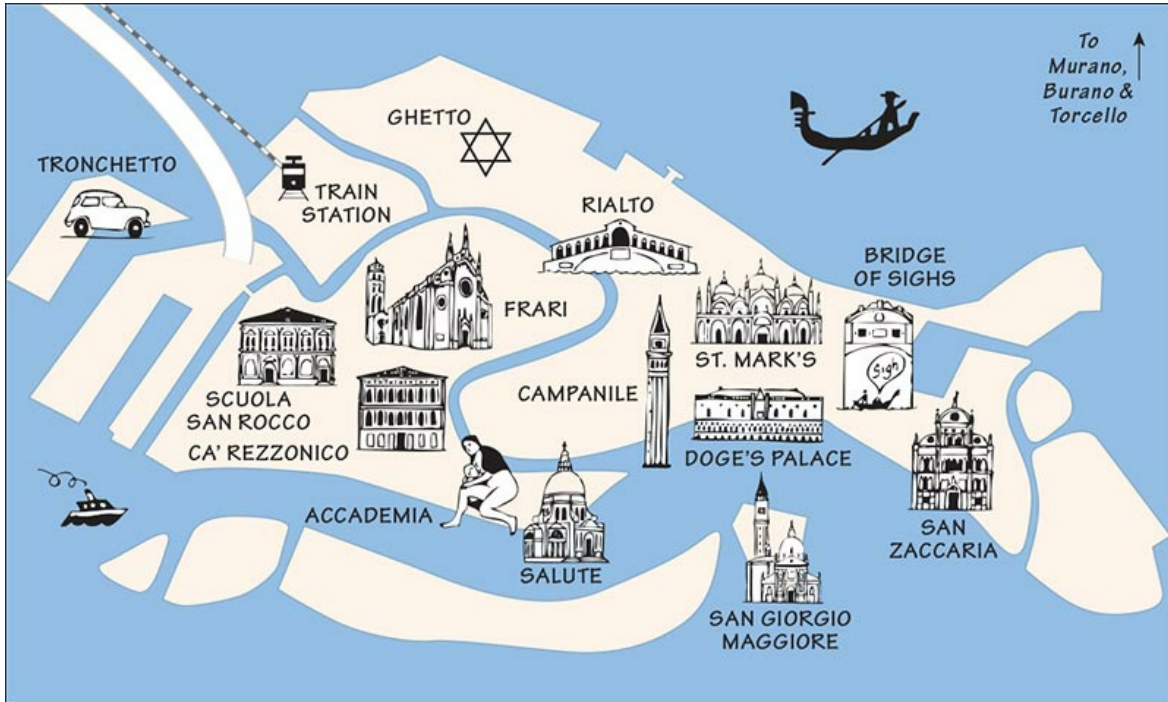 To
Murano,
Burano &
Torcello
GHETTO
TRONCHETTO
TRAIN
STATION
RIALTO
BRIDGE
OF SIGHS
FRARI
ST. MARK'S
Sigh
SCUOLA
SAN ROCCO
CAMPANILE
CA' REZZONICO
DOGE'S PALACE
ACCADEMIA
SAN
ZACCARIA
SALUTE
SAN GIORGIO
MAGGIORE